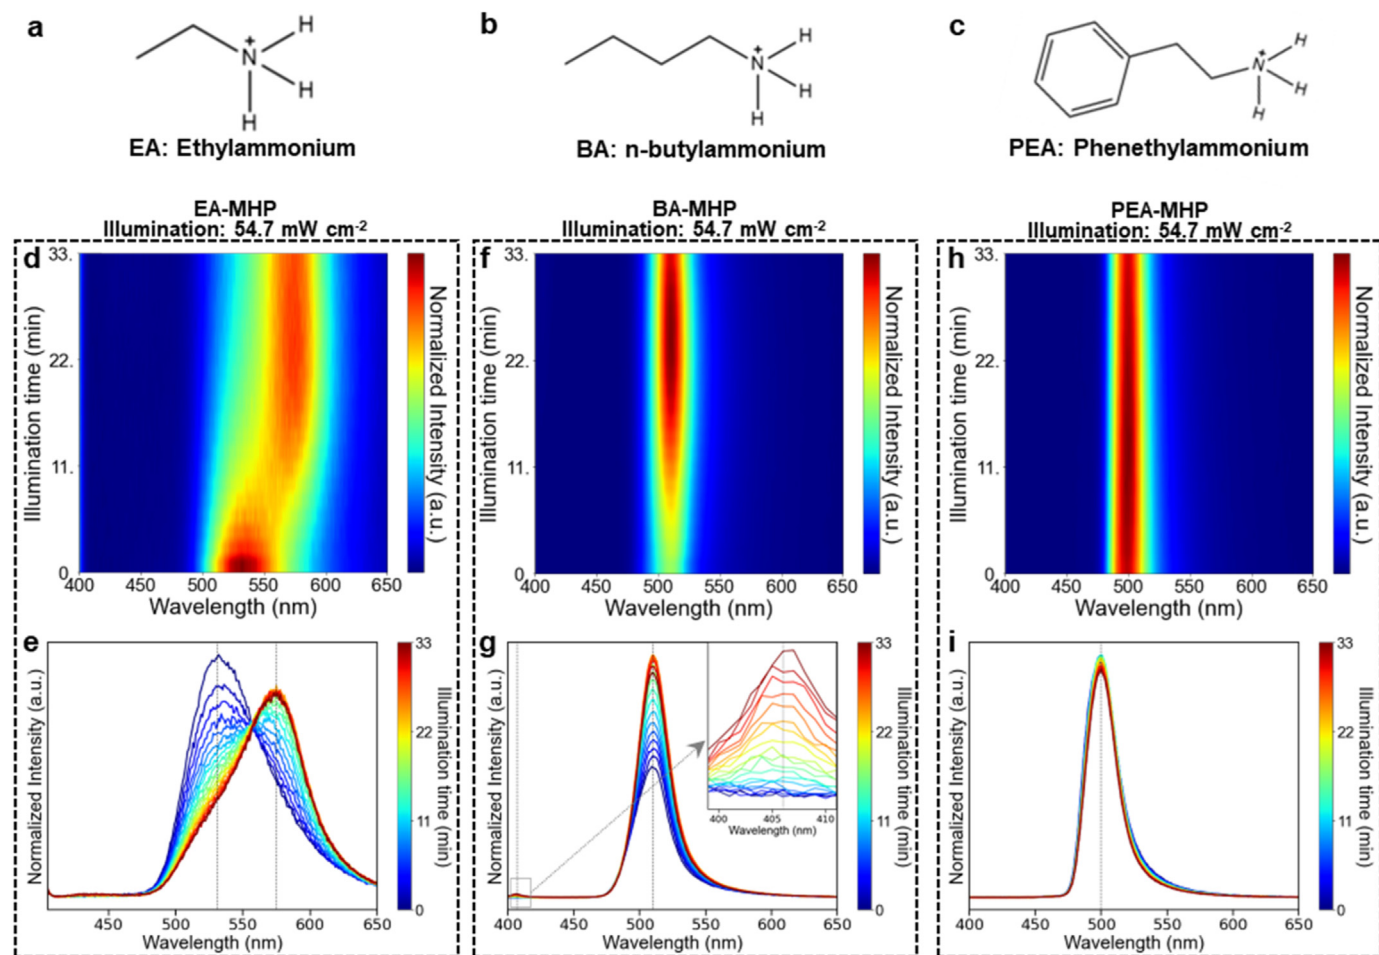 a
b
c
H
N
+
H
H
H
N
+
H
H
H
N
+
H
H
EA: Ethylammonium
BA: n-butylammonium
PEA: Phenethylammonium
EA-MHP
Illumination: 54.7 mW cm-2
BA-MHP
Illumination: 54.7 mW cm-2
PEA-MHP
Illumination: 54.7 mW cm-2
d
33.
22.
11.
0.
Illumination time (min)
400 450 500 550 600 650
Wavelength (nm)
Normalized Intensity (a.u.)
f
33.
22.
11.
0.
Illumination time (min)
400 450 500 550 600 650
Wavelength (nm)
Normalized Intensity (a.u.)
h
33.
22.
11.
0.
Illumination time (min)
400 450 500 550 600 650
Wavelength (nm)
Normalized Intensity (a.u.)
e
Normalized Intensity (a.u.)
450 500 550 600 650
Wavelength (nm)
33
22
11
0
Illumination time (min)
g
Normalized Intensity (a.u.)
400 450 500 550 600 650
Wavelength (nm)
400 405 410
Wavelength (nm)
33
22
11
0
Illumination time (min)
i
Normalized Intensity (a.u.)
400 450 500 550 600 650
Wavelength (nm)
33
22
11
0
Illumination time (min)